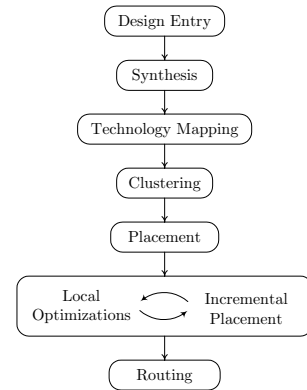 Design Entry
Synthesis
Technology Mapping
Clustering
Placement
Local
Optimizations
Incremental
Placement
Routing